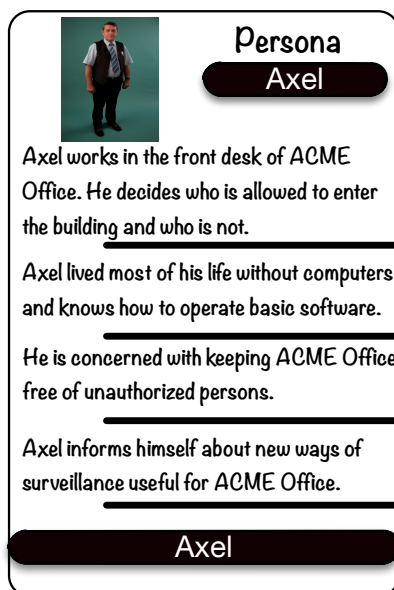 Persona
Axel
Axel works in the front desk of ACME
Office. He decides who is allowed to enter
the building and who is not.
Axel lived most of his life without computers
and knows how to operate basic software.
He is concerned with keeping ACME Office
free of unauthorized persons.
Axel informs himself about new ways of
surveillance useful for ACME Office.
Axel